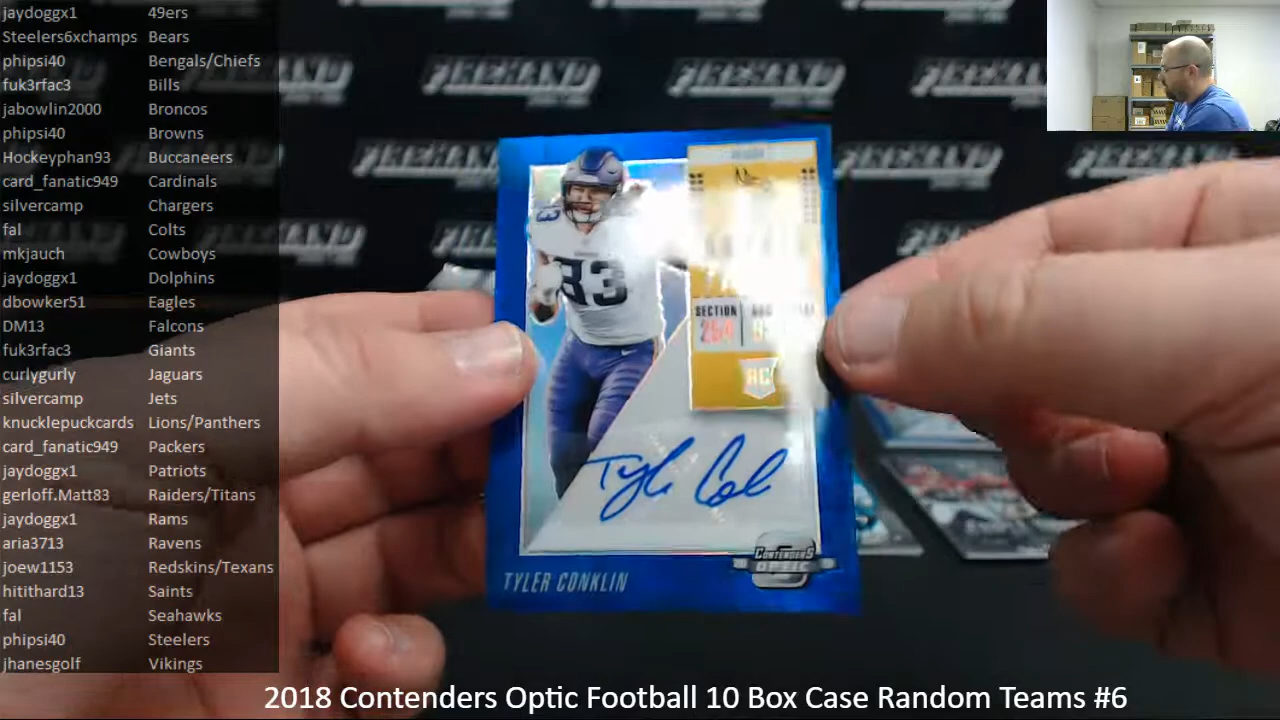 jaydoggx1 49ers
Steelers6xchamps Bears
phipsi40 Bengals/Chiefs
fuk3rfac3 Bills
jabowlin2000 Broncos
phipsi40 Browns
Hockeyphan93 Buccaneers
card_fanatic949 Cardinals
silvercamp Chargers
fal Colts
mkjauch Cowboys
jaydoggx1 Dolphins
dbowker51 Eagles
DM13 Falcons
fuk3rfac3 Giants
curlygurly Jaguars
silvercamp Jets
knucklepuckcards Lions/Panthers
card_fanatic949 Packers
jaydoggx1 Patriots
gerloff.Matt83 Raiders/Titans
jaydoggx1 Rams
aria3713 Ravens
joew1153 Redskins/Texans
hitithard13 Saints
fal Seahawks
phipsi40 Steelers
jhanesgolf Vikings
83
SECTION
254
RC
CONTENDERS
OPTIC
TYLER CONKLIN
2018 Contenders Optic Football 10 Box Case Random Teams #6